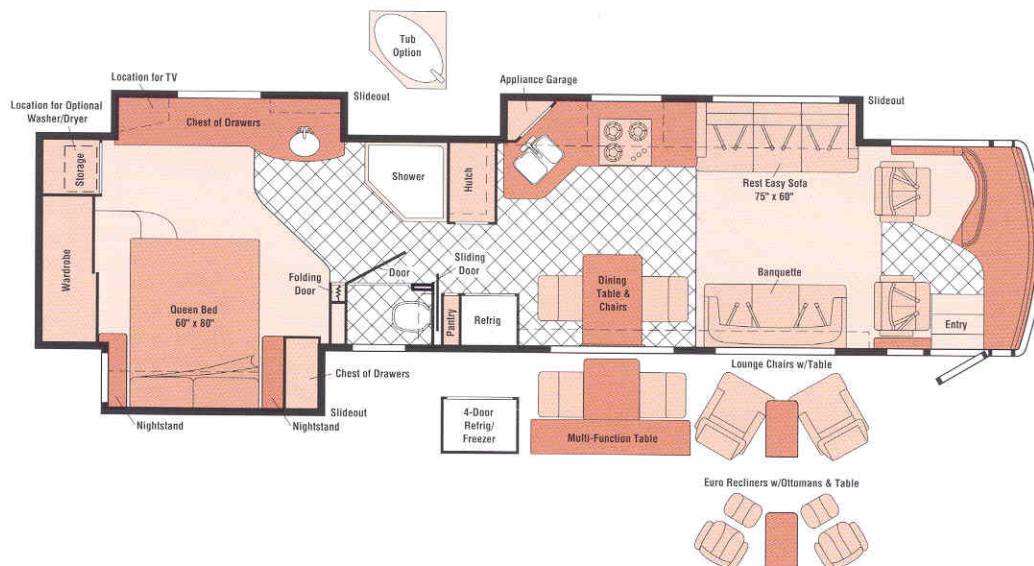 Tub
Option
Location for TV
Slideout
Appliance Garage
Slideout
Location for Optional
Washer/Dryer
Chest of Drawers
Storage
Shower
Hutch
Rest Easy Sofa
75" x 60"
Wardrobe
Folding
Door
Door
Sliding
Door
Banquette
Dining
Table &
Chairs
Queen Bed
60" x 80"
Pantry
Refrig
Entry
Chest of Drawers
Lounge Chairs w/Table
Nightstand
Nightstand
Slideout
4-Door
Refrig/
Freezer
Multi-Function Table
Euro Recliners w/Ottomans & Table